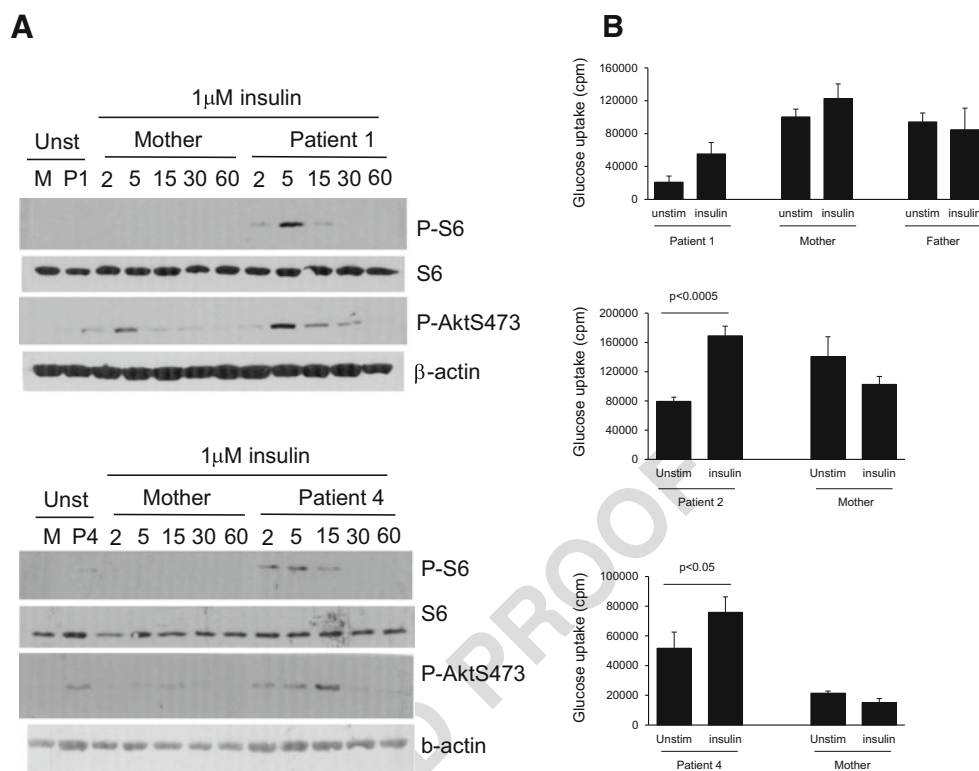 A
1μM insulin
Unst
Mother
Patient 1
M P1 2 5 15 30 60 2 5 15 30 60
P-S6
S6
P-AktS473
β-actin
1μM insulin
Unst
Mother
Patient 4
M P4 2 5 15 30 60 2 5 15 30 60
P-S6
S6
P-AktS473
b-actin
B
Glucose uptake (cpm)
160000
120000
80000
40000
0
unstim insulin unstim insulin unstim insulin
Patient 1 Mother Father
p<0.0005
Glucose uptake (cpm)
200000
160000
120000
80000
40000
0
Unstim insulin Unstim insulin
Patient 2 Mother
p<0.05
Glucose uptake (cpm)
100000
80000
60000
40000
20000
0
Unstim insulin Unstim insulin
Patient 4 Mother
D PROOF